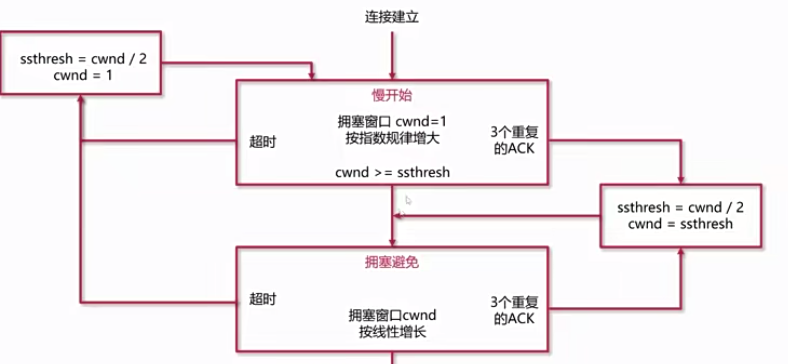 连接建立
ssthresh = cwnd / 2
cwnd = 1
慢开始
拥塞窗口 cwnd=1
按指数规律增大
超时
3个重复
的ACK
cwnd >= ssthresh
ssthresh = cwnd / 2
cwnd = ssthresh
拥塞避免
超时
拥塞窗口cwnd
按线性增长
3个重复
的ACK